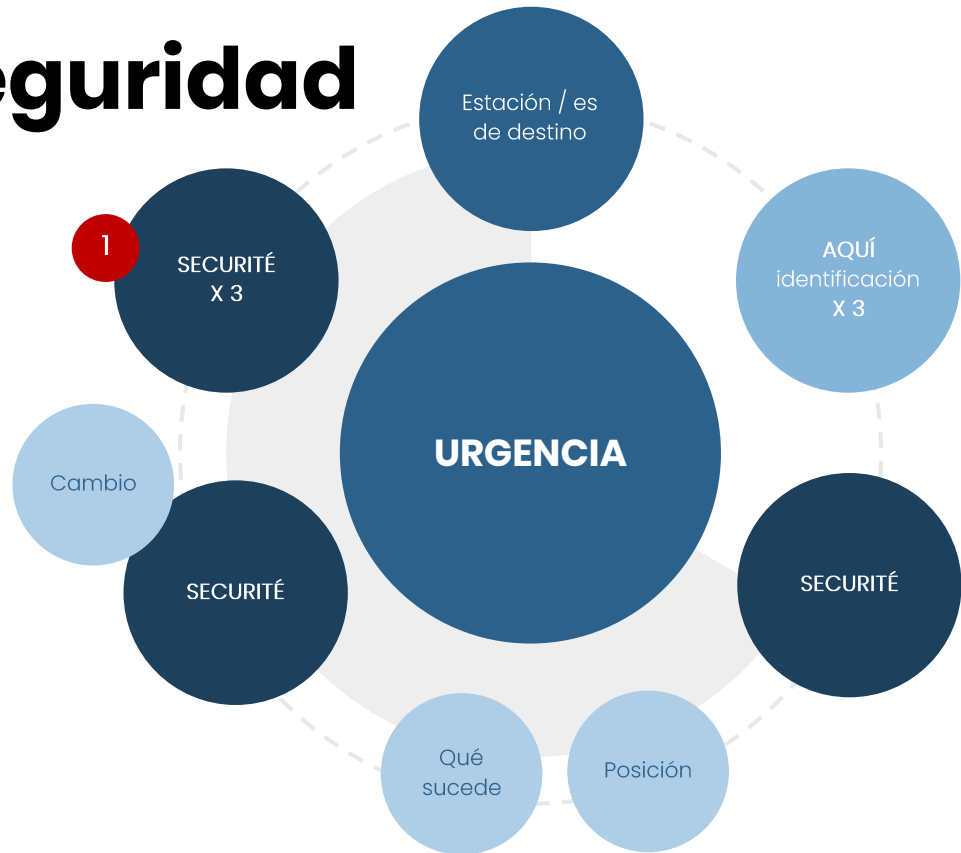 eguridad
Estación / es
de destino
1
SECURITÉ
X 3
AQUÍ
identificación
X 3
URGENCIA
Cambio
SECURITÉ
SECURITÉ
Qué
sucede
Posición